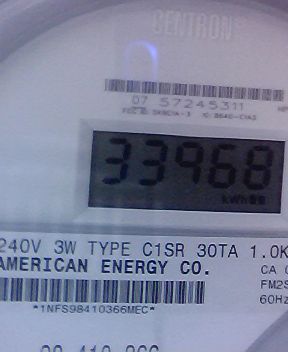 CENTRON®
07 57245311
33968
kWh
240V 3W TYPE C1SR 30TA 1.0K
AMERICAN ENERGY CO.
CA
FM2S
60Hz
*1NFS98410366MEC*